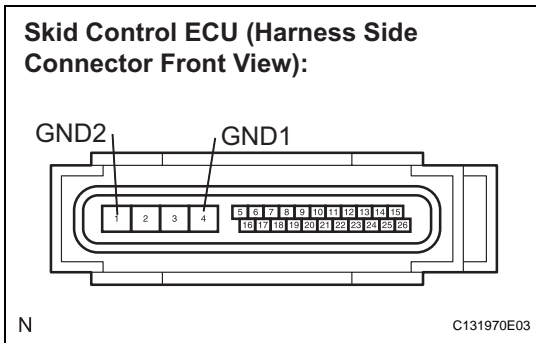 Skid Control ECU (Harness Side
Connector Front View):
GND2
GND1
1 2 3 4
5 6 7 8 9 10 11 12 13 14 15
16 17 18 19 20 21 22 23 24 25 26
N
C131970E03